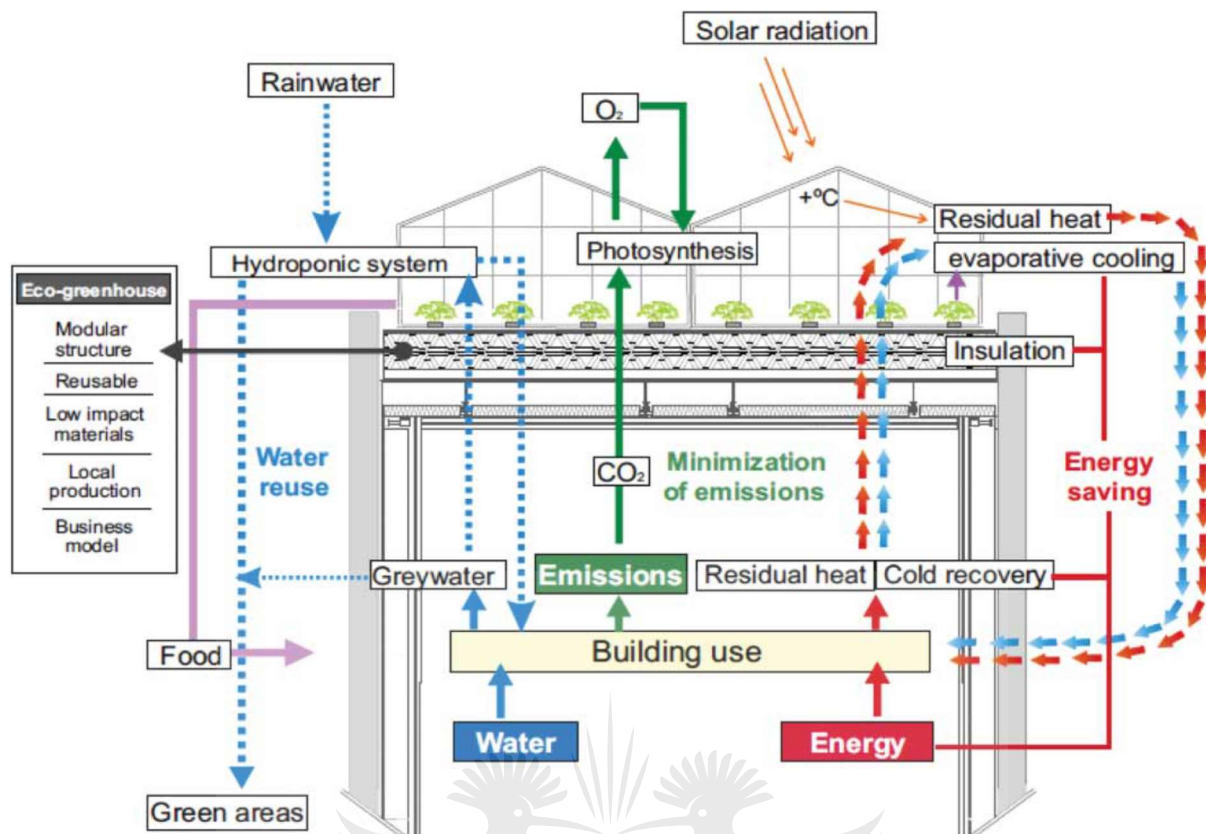 Solar radiation
Rainwater
O₂
+ºC
Residual heat
Photosynthesis
evaporative cooling
Hydroponic system
Eco-greenhouse
Modular
structure
Reusable
Low impact
materials
Local
production
Business
model
Insulation
Water
reuse
CO₂
Minimization
of emissions
Energy
saving
Greywater
Emissions
Residual heat
Cold recovery
Food
Building use
Water
Energy
Green areas